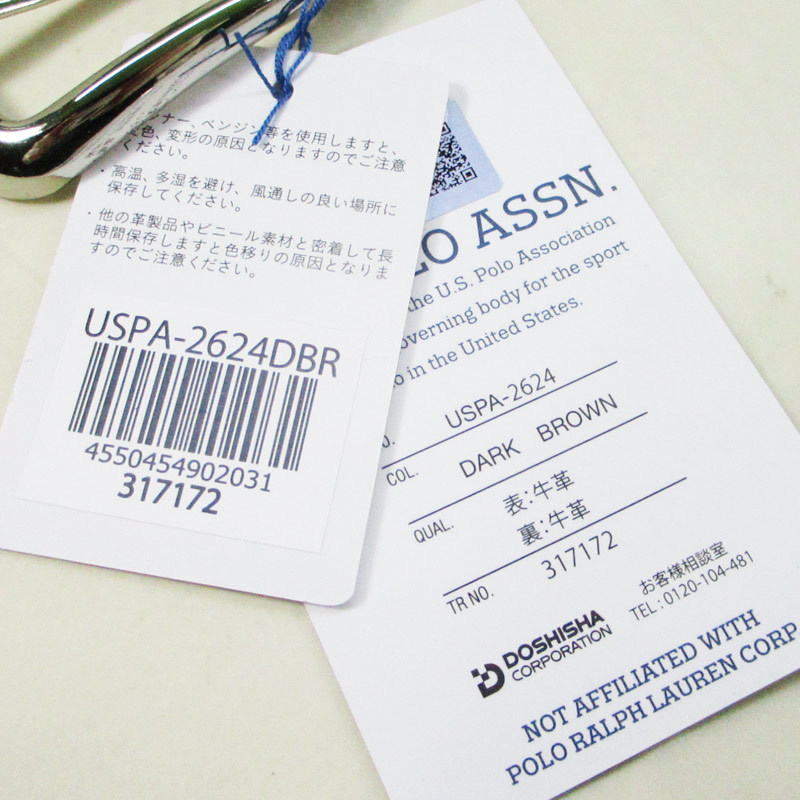 ナー、ベンジン等を使用しますと、
色、変形の原因となりますのでご注意
ください。
・高温、多湿を避け、風通しの良い場所に
保存してください。
・他の革製品やビニール素材と密着して長
時間保存しますと色移りの原因となりま
すのでご注意ください。
USPA-2624DBR
4550454902031
317172
LO ASSN.
the U.S. Polo Association
overning body for the sport
o in the United States.
USPA-2624
COL. DARK BROWN
QUAL. 表:牛革
裏:牛革
TR NO. 317172
お客様相談室
TEL:0120-104-481
DOSHISHA
CORPORATION
NOT AFFILIATED WITH
POLO RALPH LAUREN CORP